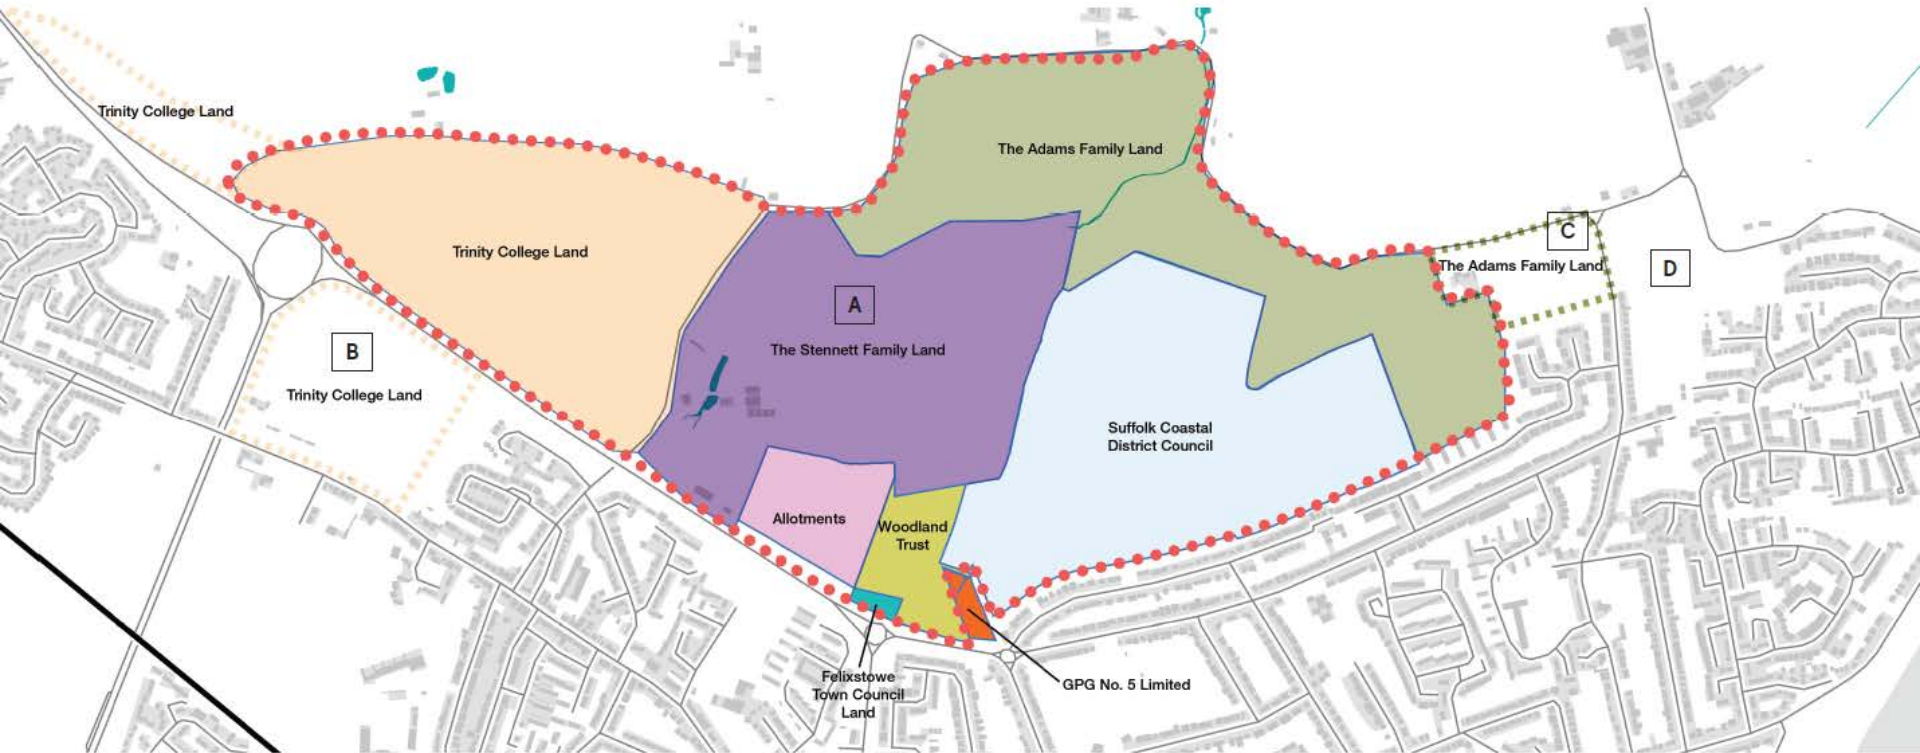 Trinity College Land
The Adams Family Land
C
Trinity College Land
The Adams Family Land
D
A
B
The Stennett Family Land
Trinity College Land
Suffolk Coastal
District Council
Allotments
Woodland
Trust
Felixstowe
Town Council
Land
GPG No. 5 Limited